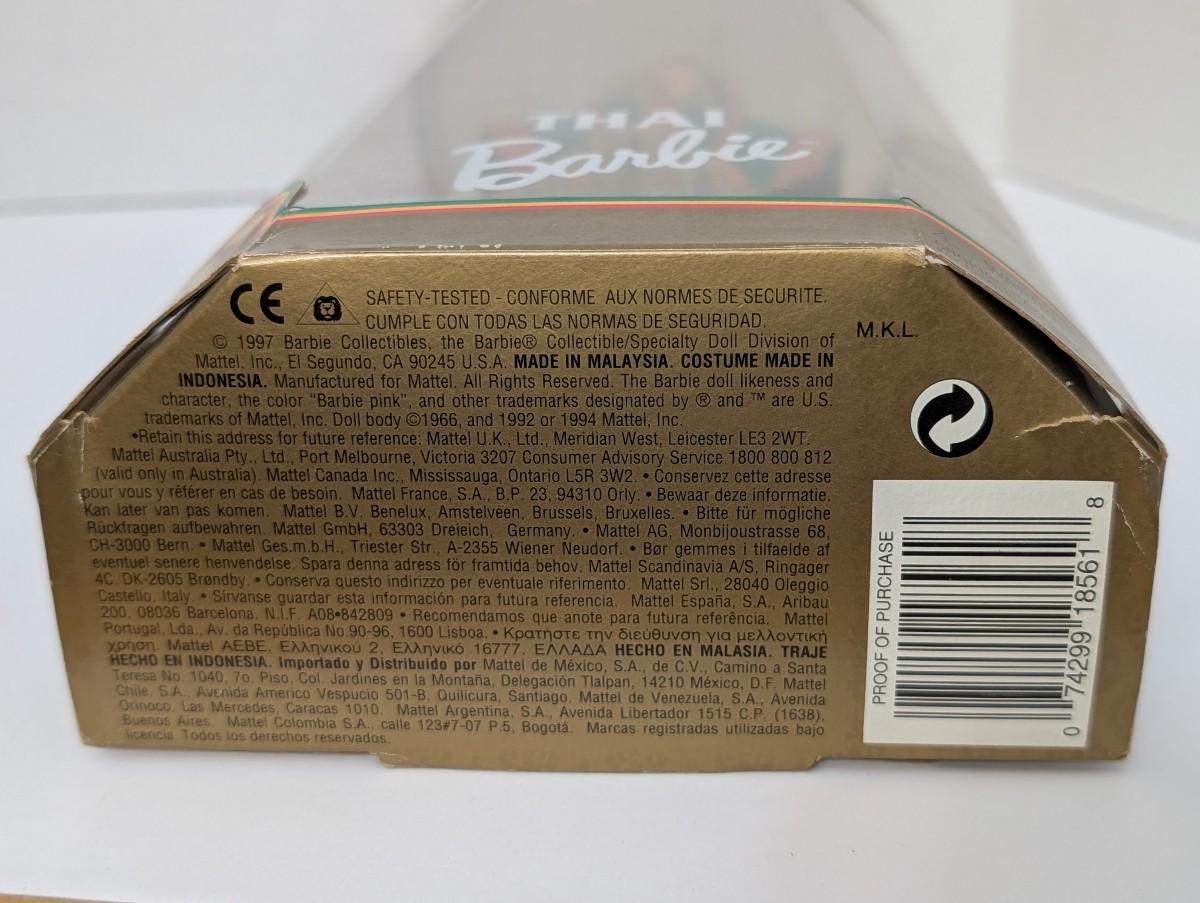 THAI
Barbie™
CE
SAFETY-TESTED - CONFORME AUX NORMES DE SECURITE.
CUMPLE CON TODAS LAS NORMAS DE SEGURIDAD.
© 1997 Barbie Collectibles, the Barbie® Collectible/Specialty Doll Division of
Mattel, Inc., El Segundo, CA 90245 U.S.A. MADE IN MALAYSIA. COSTUME MADE IN
INDONESIA. Manufactured for Mattel. All Rights Reserved. The Barbie doll likeness and
character, the color “Barbie pink”, and other trademarks designated by ® and ™ are U.S.
trademarks of Mattel, Inc. Doll body ©1966, and 1992 or 1994 Mattel, Inc.
•Retain this address for future reference: Mattel U.K., Ltd., Meridian West, Leicester LE3 2WT.
Mattel Australia Pty., Ltd., Port Melbourne, Victoria 3207 Consumer Advisory Service 1800 800 812
(valid only in Australia). Mattel Canada Inc., Mississauga, Ontario L5R 3W2. • Conservez cette adresse
pour vous y référer en cas de besoin. Mattel France, S.A., B.P. 23, 94310 Orly. • Bewaar deze informatie.
Kan later van pas komen. Mattel B.V. Benelux, Amstelveen, Brussels, Bruxelles. • Bitte für mögliche
Rückfragen aufbewahren. Mattel GmbH, 63303 Dreieich, Germany. • Mattel AG, Monbijoustrasse 68,
CH-3000 Bern. • Mattel Ges.m.b.H., Triester Str., A-2355 Wiener Neudorf. • Bør gemmes i tilfaelde af
eventuel senere henvendelse. Spara denna adress för framtida behov. Mattel Scandinavia A/S, Ringager
4C, DK-2605 Brøndby. • Conserva questo indirizzo per eventuale riferimento. Mattel Srl., 28040 Oleggio
Castello, Italy. • Sírvanse guardar esta información para futura referencia. Mattel España, S.A., Aribau
200, 08036 Barcelona. N.I.F. A08•842809 • Recomendamos que anote para futura referência. Mattel
Portugal, Lda., Av. da República No.90-96, 1600 Lisboa. • Κρατήστε την διεύθυνση για μελλοντική
χρηση. Mattel AEBE, Ελληνικού 2, Ελληνικό 16777. ΕΛΛΑΔΑ HECHO EN MALASIA. TRAJE
HECHO EN INDONESIA. Importado y Distribuido por Mattel de México, S.A., de C.V., Camino a Santa
Teresa No. 1040, 7o. Piso, Col. Jardines en la Montaña, Delegación Tlalpan, 14210 México, D.F. Mattel
Chile, S.A., Avenida Americo Vespucio 501-B, Quilicura, Santiago. Mattel de Venezuela, S.A., Avenida
Orinoco, Las Mercedes, Caracas 1010. Mattel Argentina, S.A., Avenida Libertador 1515 C.P. (1638),
Buenos Aires. Mattel Colombia S.A., calle 123#7-07 P.5, Bogotá. Marcas registradas utilizadas bajo
licencia. Todos los derechos reservados.
M.K.L.
PROOF OF PURCHASE
0 74299 18561 8